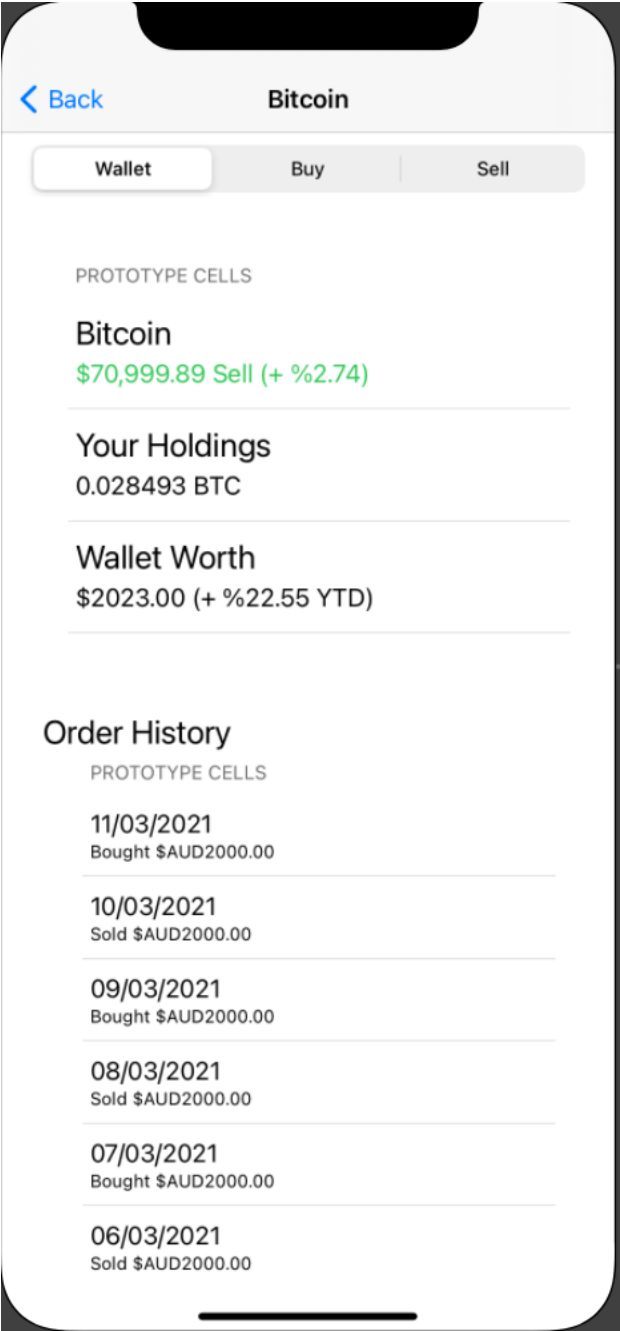 Back
Bitcoin
Wallet
Buy
Sell
PROTOTYPE CELLS
Bitcoin
$70,999.89 Sell (+ %2.74)
Your Holdings
0.028493 BTC
Wallet Worth
$2023.00 (+ %22.55 YTD)
Order History
PROTOTYPE CELLS
11/03/2021
Bought $AUD2000.00
10/03/2021
Sold $AUD2000.00
09/03/2021
Bought $AUD2000.00
08/03/2021
Sold $AUD2000.00
07/03/2021
Bought $AUD2000.00
06/03/2021
Sold $AUD2000.00